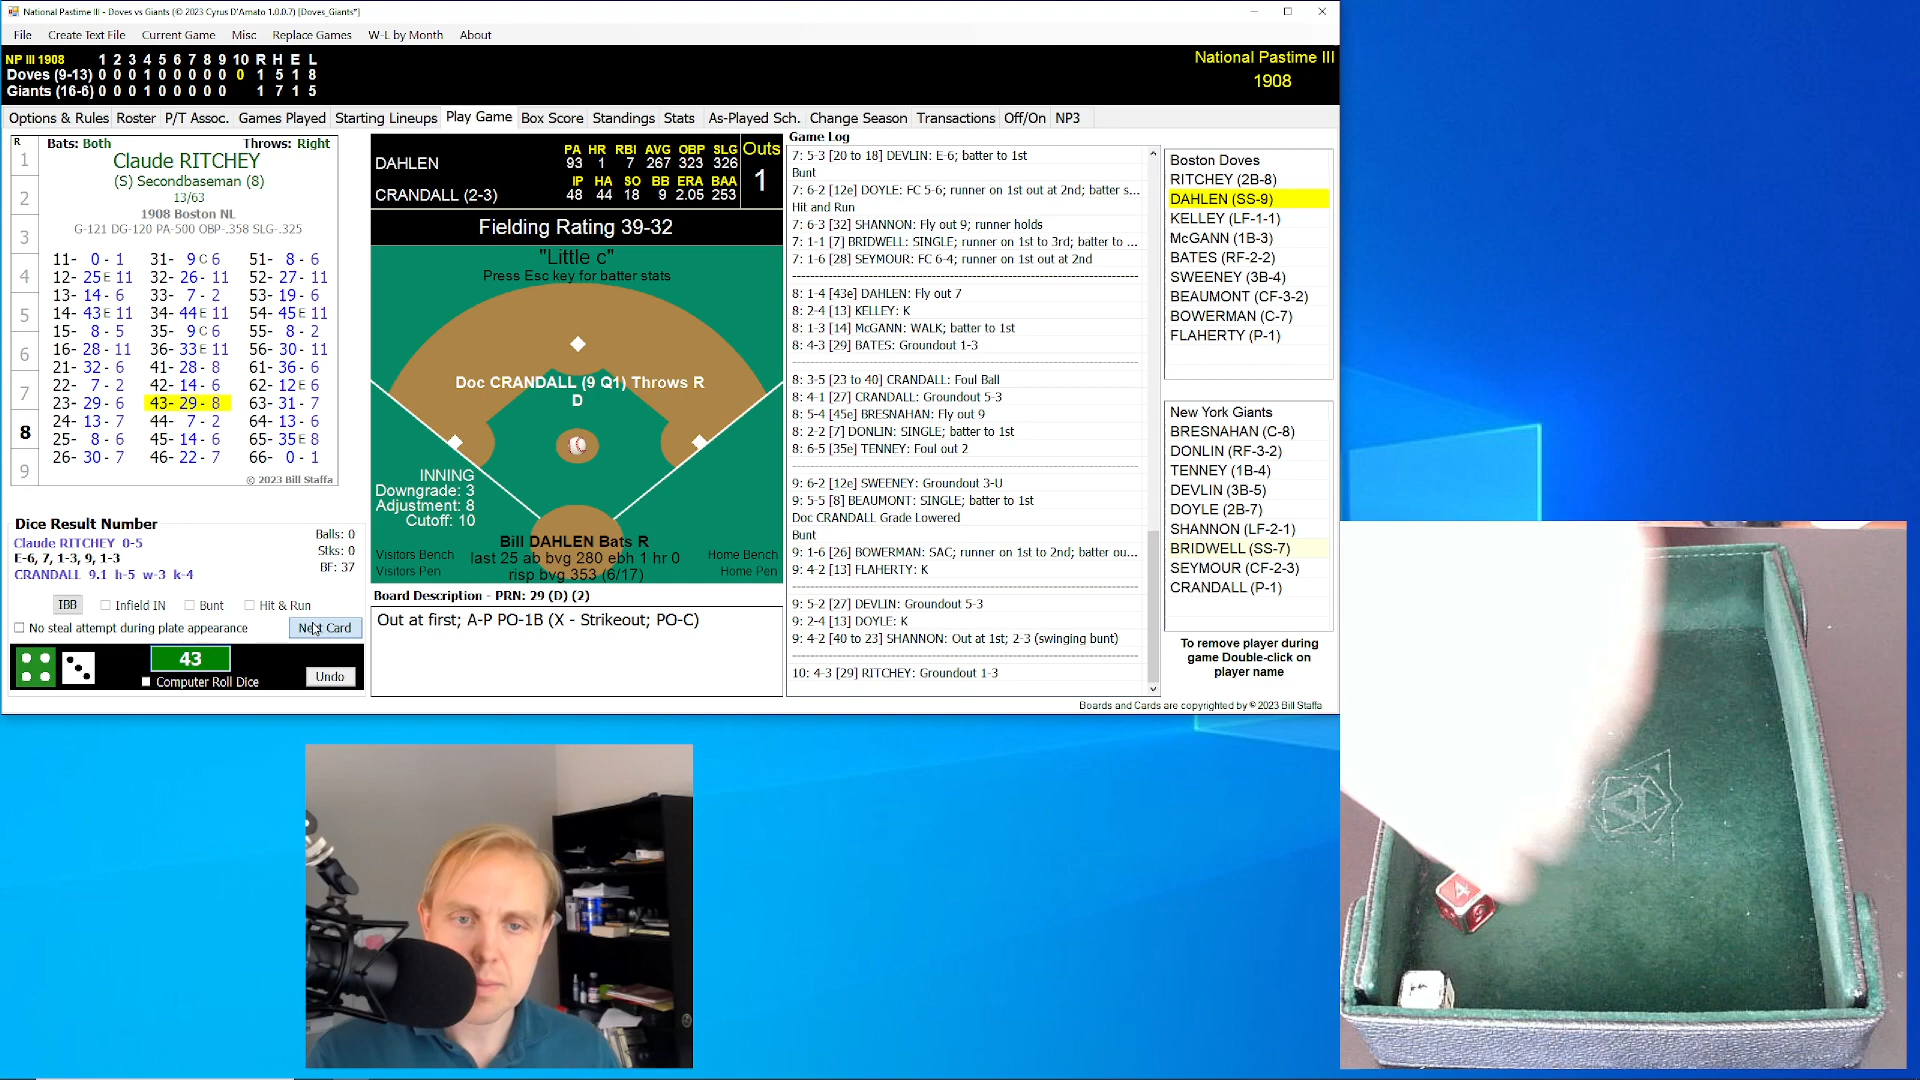 National Pastime III - Doves vs Giants (© 2023 Cyrus D'Amato 1.0.0.7) [Doves_Giants*]
File Create Text File Current Game Misc Replace Games W-L by Month About
NP III 1908 1 2 3 4 5 6 7 8 9 10 R H E L
Doves (9-13) 0 0 0 1 0 0 0 0 0 0 1 5 1 8
Giants (16-6) 0 0 0 1 0 0 0 0 0 1 7 1 5
National Pastime III
1908
Options & Rules Roster P/T Assoc. Games Played Starting Lineups Play Game Box Score Standings Stats As-Played Sch. Change Season Transactions Off/On NP3
R
1
2
3
4
5
6
7
8
9
Bats: Both Throws: Right
Claude RITCHEY
(S) Secondbaseman (8)
13/63
1908 Boston NL
G-121 DG-120 PA-500 OBP-.358 SLG-.325
11- 0 - 1 31- 9 C 6 51- 8 - 6
12- 25 E 11 32- 26 - 11 52- 27 - 11
13- 14 - 6 33- 7 - 2 53- 19 - 6
14- 43 E 11 34- 44 E 11 54- 45 E 11
15- 8 - 5 35- 9 C 6 55- 8 - 2
16- 28 - 11 36- 33 E 11 56- 30 - 11
21- 32 - 6 41- 28 - 8 61- 36 - 6
22- 7 - 2 42- 14 - 6 62- 12 E 6
23- 29 - 6 43- 29 - 8 63- 31 - 7
24- 13 - 7 44- 7 - 2 64- 13 - 6
25- 8 - 6 45- 14 - 6 65- 35 E 8
26- 30 - 7 46- 22 - 7 66- 0 - 1
© 2023 Bill Staffa
Dice Result Number
Claude RITCHEY 0-5
E-6, 7, 1-3, 9, 1-3
CRANDALL 9.1 h-5 w-3 k-4
Balls: 0
Stks: 0
BF: 37
IBB Infield IN Bunt Hit & Run
No steal attempt during plate appearance Next Card
43
Computer Roll Dice Undo
PA HR RBI AVG OBP SLG
DAHLEN 93 1 7 267 323 326
IP HA SO BB ERA BAA
CRANDALL (2-3) 48 44 18 9 2.05 253
Outs
1
Fielding Rating 39-32
"Little c"
Press Esc key for batter stats
Doc CRANDALL (9 Q1) Throws R
D
INNING
Downgrade: 3
Adjustment: 8
Cutoff: 10
Bill DAHLEN Bats R
last 25 ab bvg 280 ebh 1 hr 0
risp bvg 353 (6/17)
Visitors Bench
Visitors Pen
Home Bench
Home Pen
Board Description - PRN: 29 (D) (2)
Out at first; A-P PO-1B (X - Strikeout; PO-C)
Game Log
7: 5-3 [20 to 18] DEVLIN: E-6; batter to 1st
Bunt
7: 6-2 [12e] DOYLE: FC 5-6; runner on 1st out at 2nd; batter s...
Hit and Run
7: 6-3 [32] SHANNON: Fly out 9; runner holds
7: 1-1 [7] BRIDWELL: SINGLE; runner on 1st to 3rd; batter to ...
7: 1-6 [28] SEYMOUR: FC 6-4; runner on 1st out at 2nd
8: 1-4 [43e] DAHLEN: Fly out 7
8: 2-4 [13] KELLEY: K
8: 1-3 [14] McGANN: WALK; batter to 1st
8: 4-3 [29] BATES: Groundout 1-3
8: 3-5 [23 to 40] CRANDALL: Foul Ball
8: 4-1 [27] CRANDALL: Groundout 5-3
8: 5-4 [45e] BRESNAHAN: Fly out 9
8: 2-2 [7] DONLIN: SINGLE; batter to 1st
8: 6-5 [35e] TENNEY: Foul out 2
9: 6-2 [12e] SWEENEY: Groundout 3-U
9: 5-5 [8] BEAUMONT: SINGLE; batter to 1st
Doc CRANDALL Grade Lowered
Bunt
9: 1-6 [26] BOWERMAN: SAC; runner on 1st to 2nd; batter ou...
9: 4-2 [13] FLAHERTY: K
9: 5-2 [27] DEVLIN: Groundout 5-3
9: 2-4 [13] DOYLE: K
9: 4-2 [40 to 23] SHANNON: Out at 1st; 2-3 (swinging bunt)
10: 4-3 [29] RITCHEY: Groundout 1-3
Boston Doves
RITCHEY (2B-8)
DAHLEN (SS-9)
KELLEY (LF-1-1)
McGANN (1B-3)
BATES (RF-2-2)
SWEENEY (3B-4)
BEAUMONT (CF-3-2)
BOWERMAN (C-7)
FLAHERTY (P-1)
New York Giants
BRESNAHAN (C-8)
DONLIN (RF-3-2)
TENNEY (1B-4)
DEVLIN (3B-5)
DOYLE (2B-7)
SHANNON (LF-2-1)
BRIDWELL (SS-7)
SEYMOUR (CF-2-3)
CRANDALL (P-1)
To remove player during
game Double-click on
player name
Boards and Cards are copyrighted by © 2023 Bill Staffa
4